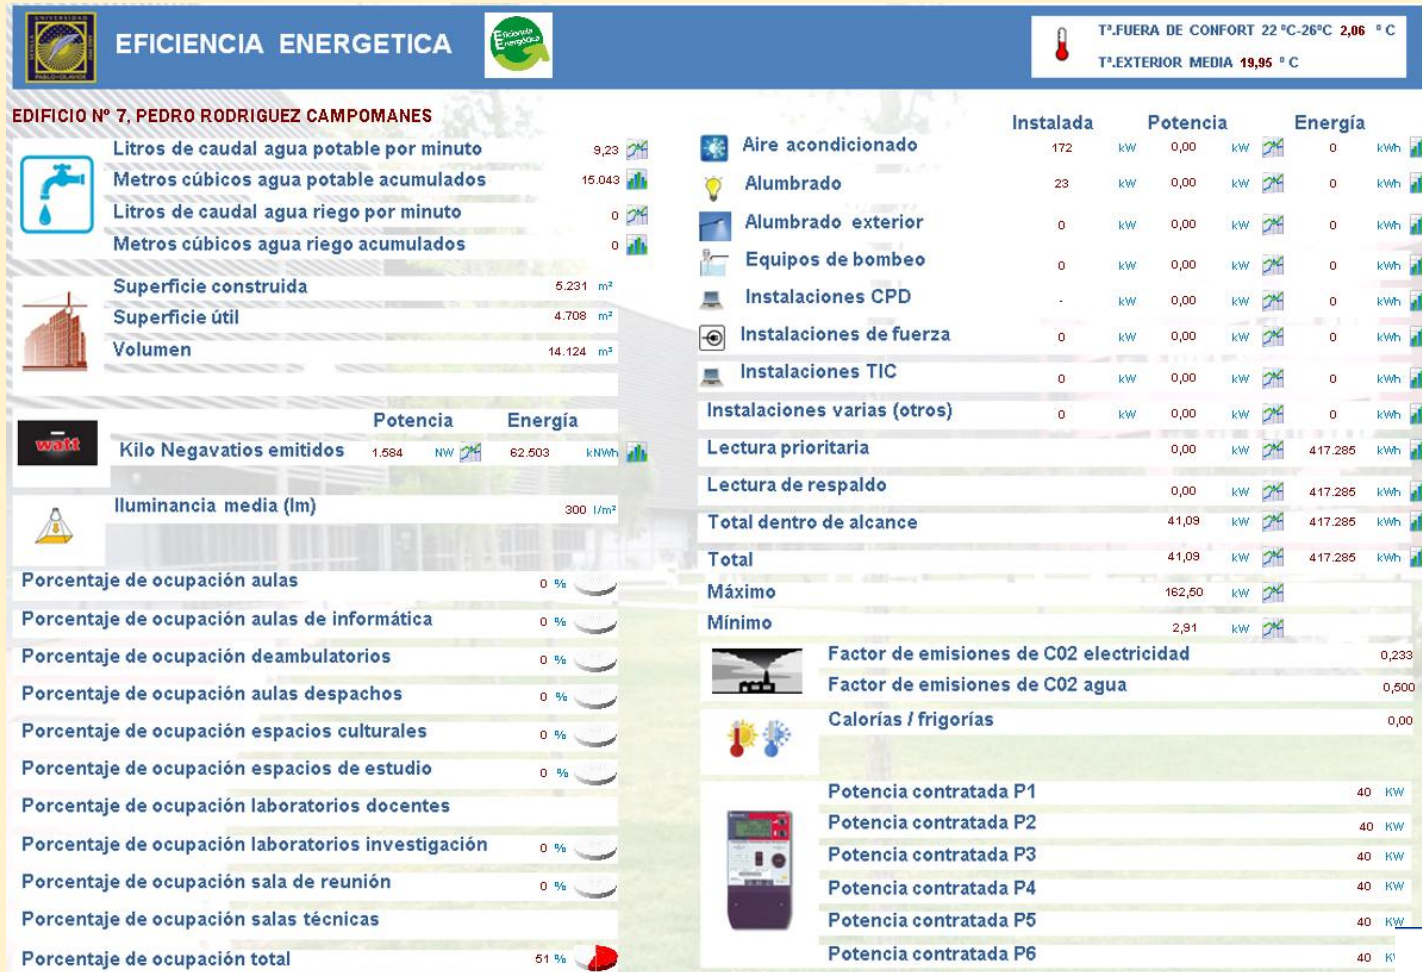 UNIVERSIDAD
SEVILLA
PABLO-OLAVIDE
EFICIENCIA ENERGETICA
Eficiencia
Energética
Tª.FUERA DE CONFORT 22 ºC-26ºC 2,06 º C
Tª.EXTERIOR MEDIA 19,95 º C
EDIFICIO Nº 7, PEDRO RODRIGUEZ CAMPOMANES
Litros de caudal agua potable por minuto 9,23
Metros cúbicos agua potable acumulados 15.043
Litros de caudal agua riego por minuto 0
Metros cúbicos agua riego acumulados 0
Superficie construida 5.231 m²
Superficie útil 4.708 m²
Volumen 14.124 m³
Potencia Energía
watt
Kilo Negavatios emitidos 1.584 NW 62.503 kNWh
Iluminancia media (lm) 300 l/m²
Porcentaje de ocupación aulas 0 %
Porcentaje de ocupación aulas de informática 0 %
Porcentaje de ocupación deambulatorios 0 %
Porcentaje de ocupación aulas despachos 0 %
Porcentaje de ocupación espacios culturales 0 %
Porcentaje de ocupación espacios de estudio 0 %
Porcentaje de ocupación laboratorios docentes
Porcentaje de ocupación laboratorios investigación 0 %
Porcentaje de ocupación sala de reunión 0 %
Porcentaje de ocupación salas técnicas
Porcentaje de ocupación total 51 %
Instalada Potencia Energía
Aire acondicionado 172 kW 0,00 kW 0 kWh
Alumbrado 23 kW 0,00 kW 0 kWh
Alumbrado exterior 0 kW 0,00 kW 0 kWh
Equipos de bombeo 0 kW 0,00 kW 0 kWh
Instalaciones CPD - kW 0,00 kW 0 kWh
Instalaciones de fuerza 0 kW 0,00 kW 0 kWh
Instalaciones TIC 0 kW 0,00 kW 0 kWh
Instalaciones varias (otros) 0 kW 0,00 kW 0 kWh
Lectura prioritaria 0,00 kW 417.285 kWh
Lectura de respaldo 0,00 kW 417.285 kWh
Total dentro de alcance 41,09 kW 417.285 kWh
Total 41,09 kW 417.285 kWh
Máximo 162,50 kW
Mínimo 2,91 kW
Factor de emisiones de C02 electricidad 0,233
Factor de emisiones de C02 agua 0,500
Calorías / frigorías 0,00
Potencia contratada P1 40 KW
Potencia contratada P2 40 KW
Potencia contratada P3 40 KW
Potencia contratada P4 40 KW
Potencia contratada P5 40 KW
Potencia contratada P6 40 K